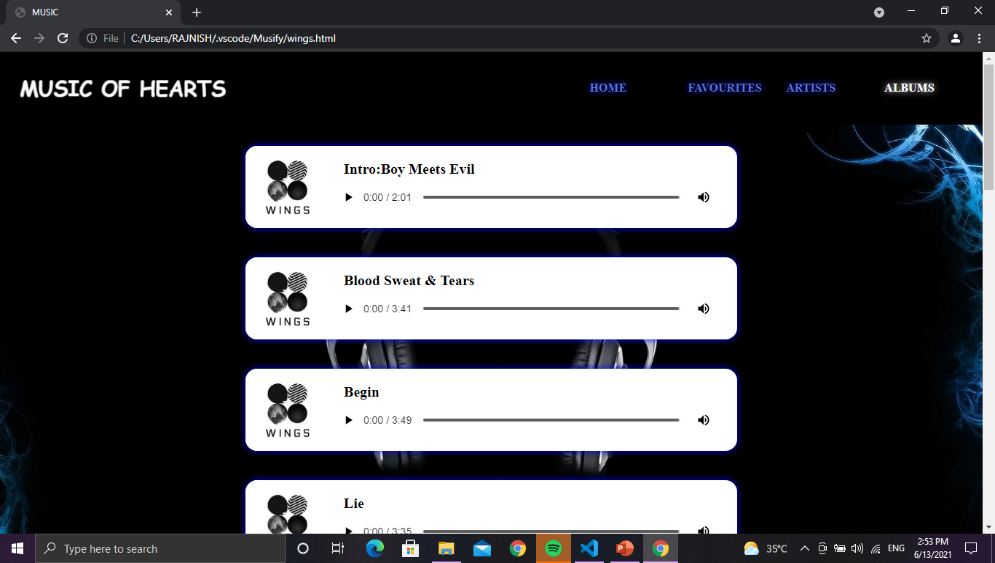 MUSIC
File
C:/Users/RAJNISH/.vscode/Musify/wings.html
MUSIC OF HEARTS
HOME
FAVOURITES
ARTISTS
ALBUMS
WINGS
Intro:Boy Meets Evil
0:00 / 2:01
WINGS
Blood Sweat & Tears
0:00 / 3:41
WINGS
Begin
0:00 / 3:49
Lie
0:00 / 3:35
Type here to search
35°C
ENG
2:53 PM
6/13/2021